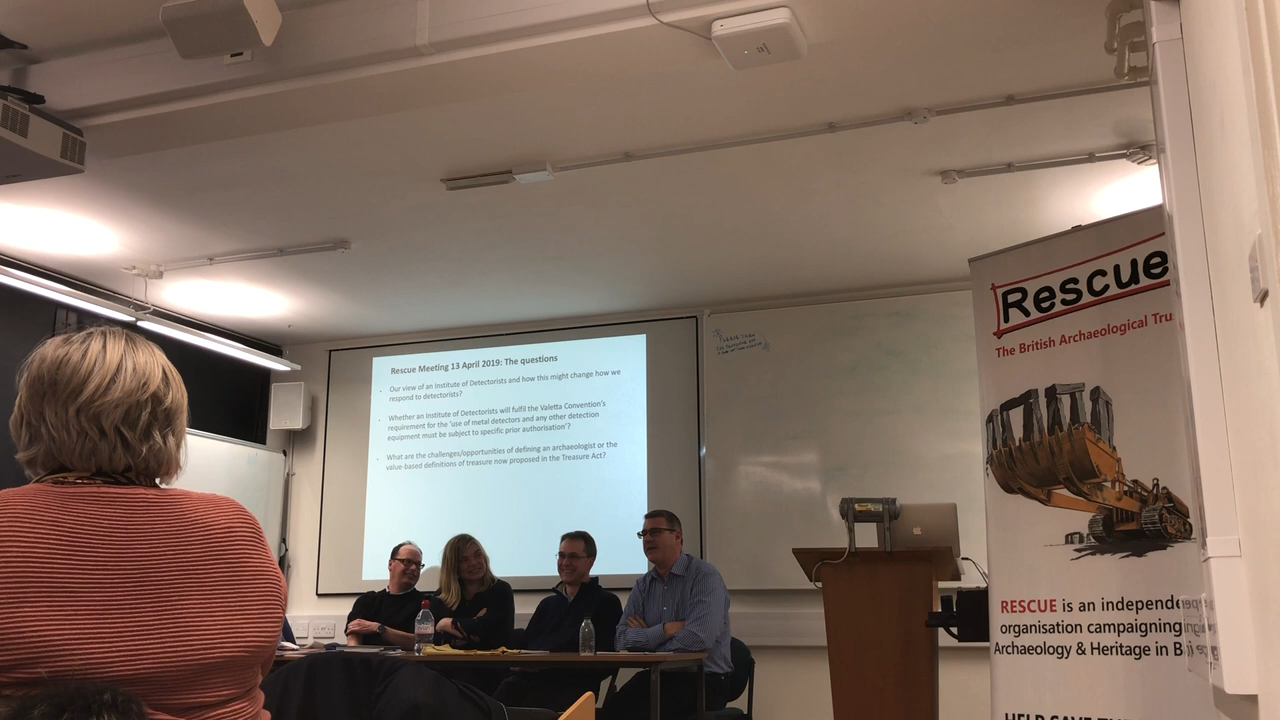 Rescue Meeting 13 April 2019: The questions
Our view of an Institute of Detectorists and how this might change how we
respond to detectorists?
Whether an Institute of Detectorists will fulfil the Valetta Convention's
requirement for the 'use of metal detectors and any other detection
equipment must be subject to specific prior authorisation'?
What are the challenges/opportunities of defining an archaeologist or the
value-based definitions of treasure now proposed in the Treasure Act?
PLEASE
Rescue
The British Archaeological Trus
RESCUE is an independe
organisation campaigning
Archaeology & Heritage in B
HELP SAVE